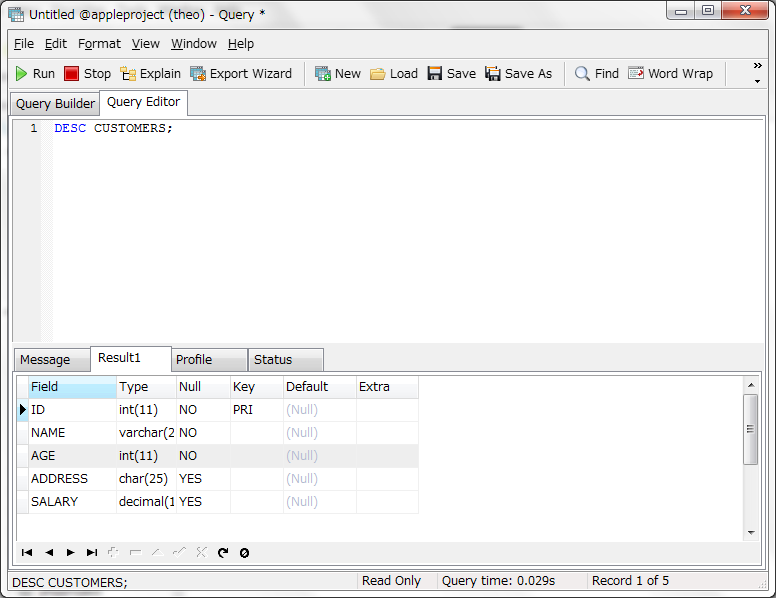 Untitled @appleproject (theo) - Query *
File Edit Format View Window Help
Run Stop Explain Export Wizard New Load Save Save As Find Word Wrap »
Query Builder Query Editor
1 DESC CUSTOMERS;
Message Result1 Profile Status
Field Type Null Key Default Extra
ID int(11) NO PRI (Null)
NAME varchar(2 NO (Null)
AGE int(11) NO (Null)
ADDRESS char(25) YES (Null)
SALARY decimal(1 YES (Null)
DESC CUSTOMERS; Read Only Query time: 0.029s Record 1 of 5